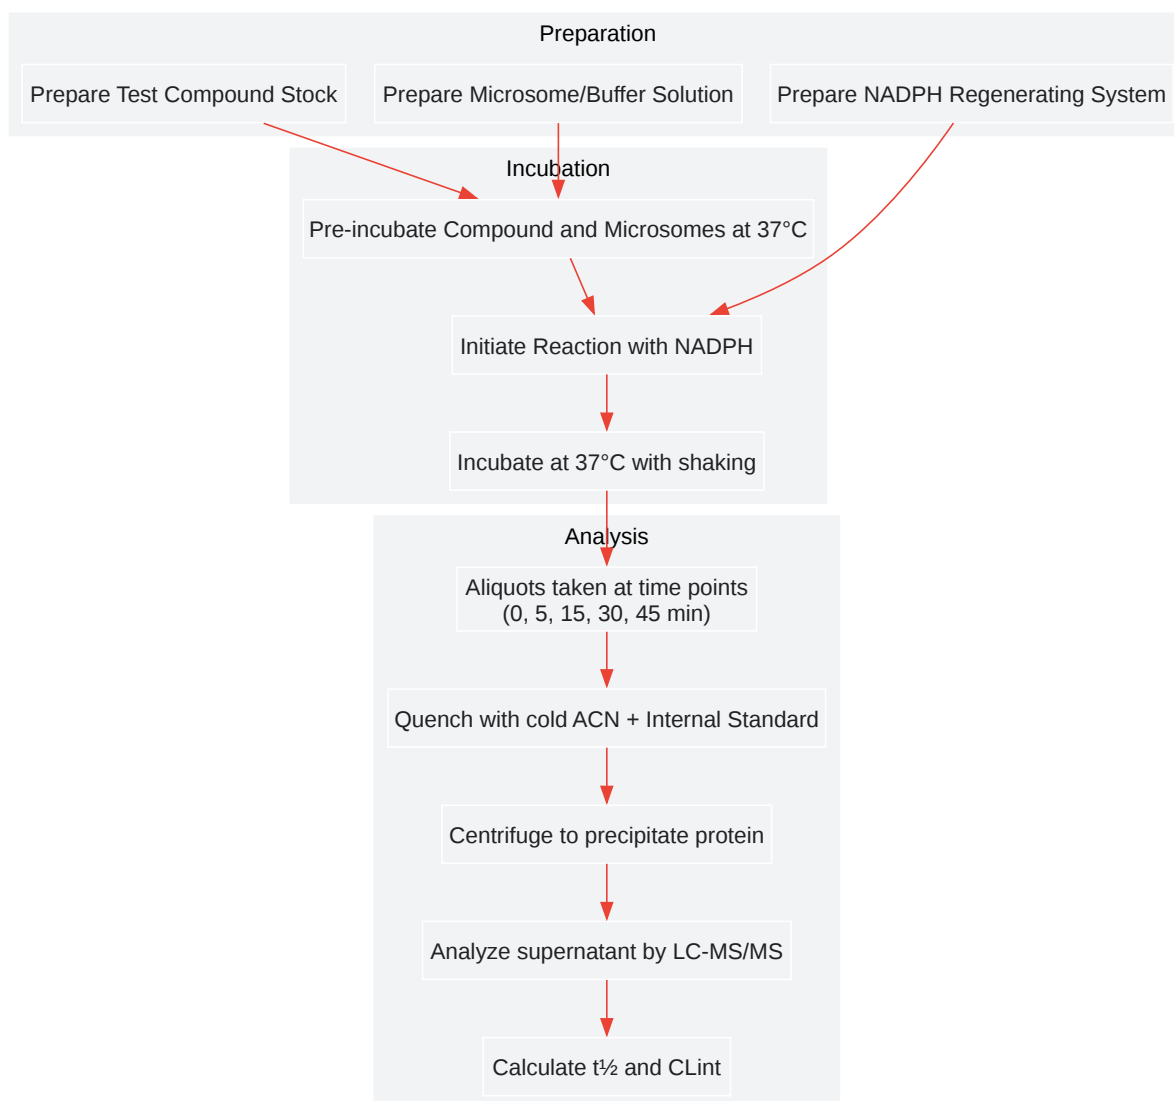 Preparation
Prepare Test Compound Stock
Prepare Microsome/Buffer Solution
Prepare NADPH Regenerating System
Incubation
Pre-incubate Compound and Microsomes at 37°C
Initiate Reaction with NADPH
Incubate at 37°C with shaking
Analysis
Aliquots taken at time points
(0, 5, 15, 30, 45 min)
Quench with cold ACN + Internal Standard
Centrifuge to precipitate protein
Analyze supernatant by LC-MS/MS
Calculate t½ and CLint